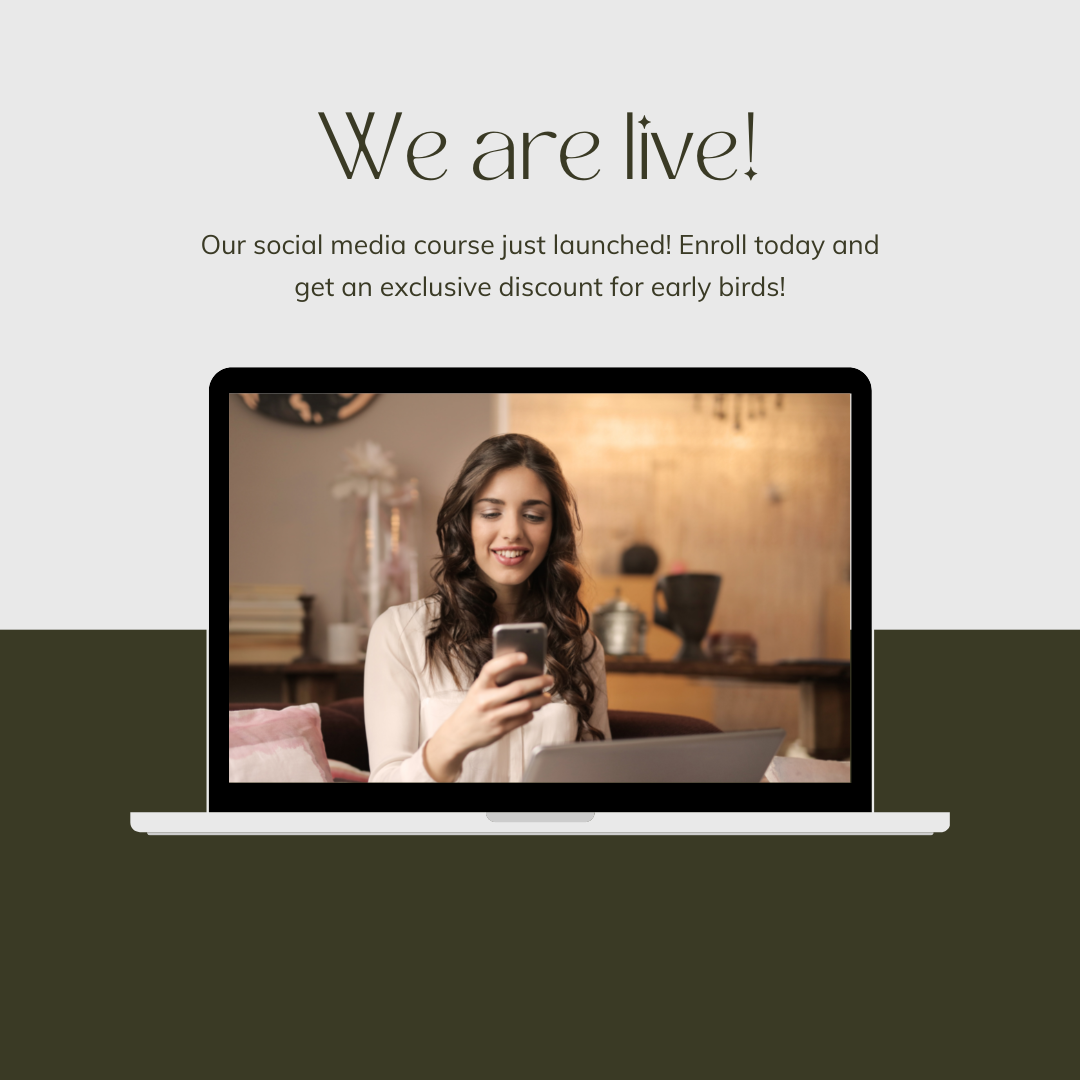 We are live!
Our social media course just launched! Enroll today and
get an exclusive discount for early birds!